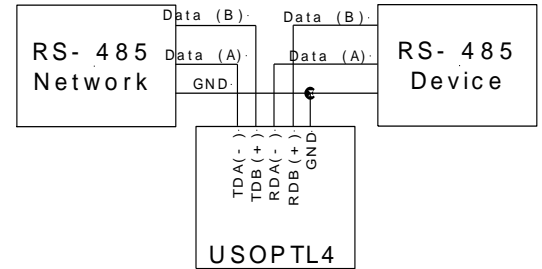 Data (B)
Data (B)
RS-485
Network
Data (A)
Data (A)
RS-485
Device
GND
TDA(-)
TDB(+)
RDA(-)
RDB(+)
GND
USOPTL4